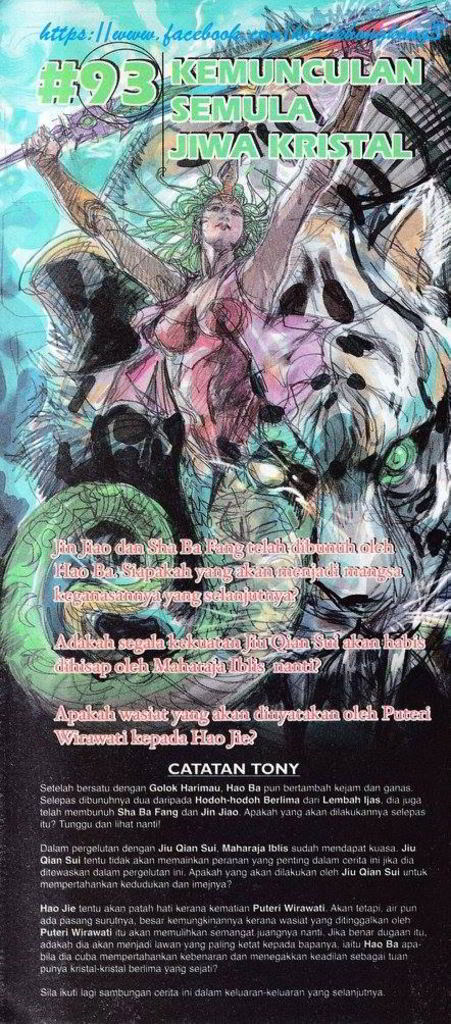 https://www.facebook.com/
#93
KEMUNCULAN
SEMULA
JIWA KRISTAL
Jin Jiao dan Sha Ba Fang telah dibunuh oleh
Hao Ba. Siapakah yang akan menjadi mangsa
keganasannya yang selanjutnya?
Adakah segala kekuatan Jiu Qian Sui akan habis
dihisap oleh Maharaja Iblis nanti?
Apakah wasiat yang akan dinyatakan oleh Puteri
Wirawati kepada Hao Jie?
CATATAN TONY
Setelah bersatu dengan Golok Harimau, Hao Ba pun bertambah kejam dan ganas.
Selepas dibunuhnya dua daripada Hodoh-hodoh Berlima dari Lembah Ijas, dia juga
telah membunuh Sha Ba Fang dan Jin Jiao. Apakah yang akan dilakukannya selepas
itu? Tunggu dan lihat nanti!
Dalam pergelutan dengan Jiu Qian Sui, Maharaja Iblis sudah mendapat kuasa. Jiu
Qian Sui tentu tidak akan memainkan peranan yang penting dalam cerita ini jika dia
ditewaskan dalam pergelutan ini. Apakah yang akan dilakukan oleh Jiu Qian Sui untuk
mempertahankan kedudukan dan imejnya?
Hao Jie tentu akan patah hati kerana kematian Puteri Wirawati. Akan tetapi, air pun
ada pasang surutnya, besar kemungkinannya kerana wasiat yang ditinggalkan oleh
Puteri Wirawati itu akan memulihkan semangat juangnya nanti. Jika benar dugaan itu,
adakah dia akan menjadi lawan yang paling ketat kepada bapanya, iaitu Hao Ba apa-
bila dia cuba mempertahankan kebenaran dan menegakkan keadilan sebagai tuan
punya kristal-kristal berlima yang sejati?
Sila ikuti lagi sambungan cerita ini dalam keluaran-keluaran yang selanjutnya.